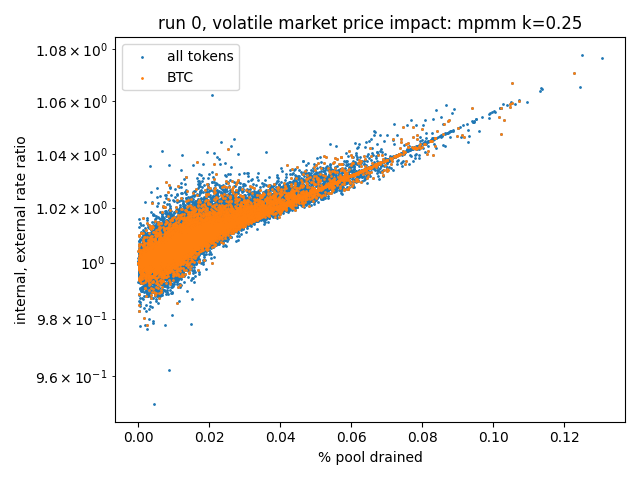 run 0, volatile market price impact: mpmm k=0.25
all tokens
BTC
internal, external rate ratio
1.08 × 10⁰
1.06 × 10⁰
1.04 × 10⁰
1.02 × 10⁰
10⁰
9.8 × 10⁻¹
9.6 × 10⁻¹
0.00 0.02 0.04 0.06 0.08 0.10 0.12
% pool drained